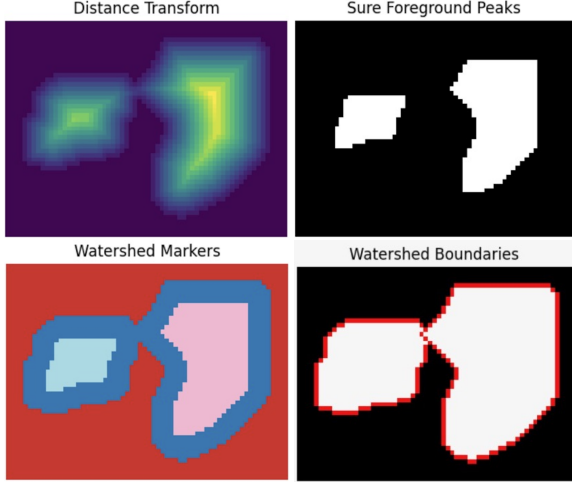 Distance Transform
Sure Foreground Peaks
Watershed Markers
Watershed Boundaries